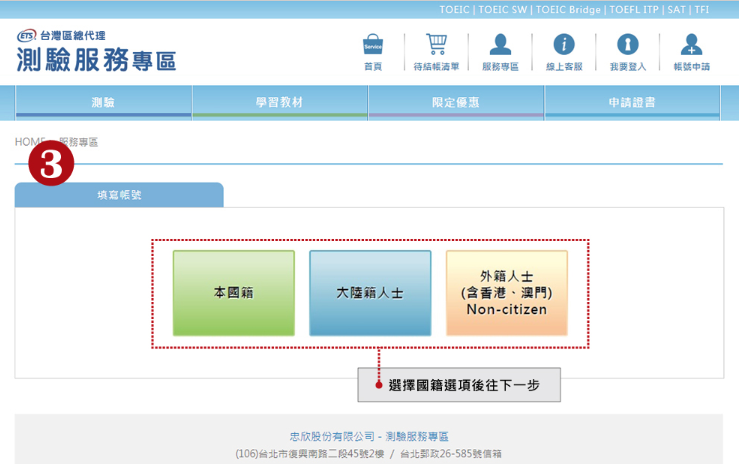 TOEIC | TOEIC SW | TOEIC Bridge | TOEFL ITP | SAT | TFI
ETS 台灣區總代理
測驗服務專區
Service
首頁 | 待結帳清單 | 服務專區 | 線上客服 | 我要登入 | 帳號申請
測驗 學習教材 限定優惠 申請證書
HOME 服務專區
3
填寫帳號
本國籍
大陸籍人士
外籍人士
(含香港、澳門)
Non-citizen
選擇國籍選項後往下一步
忠欣股份有限公司 - 測驗服務專區
(106)台北市復興南路二段45號2樓 / 台北郵政26-585號信箱